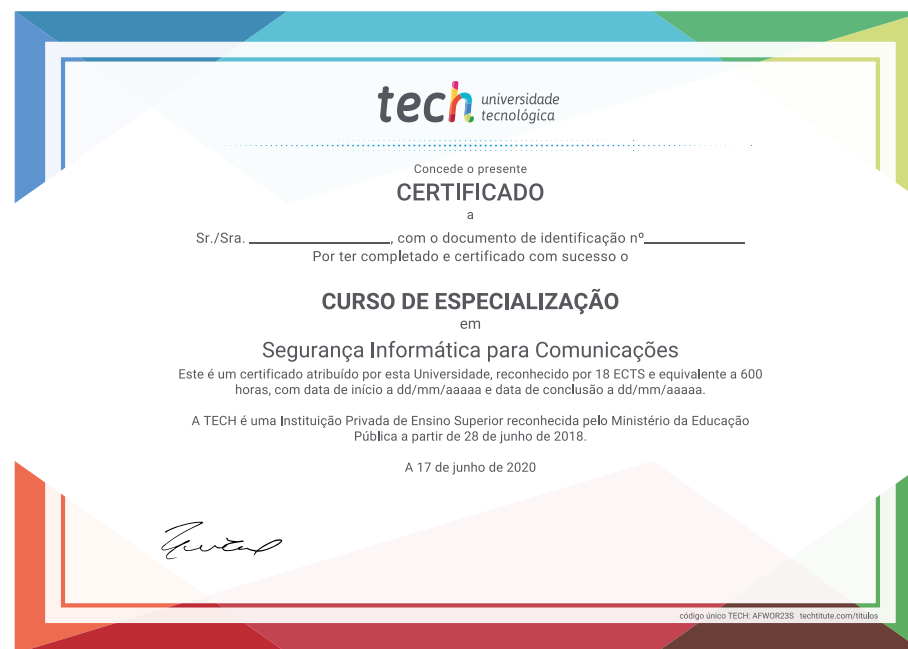 tech universidade
tecnológica
Concede o presente
CERTIFICADO
a
Sr./Sra. ____________________, com o documento de identificação nº______________
Por ter completado e certificado com sucesso o
CURSO DE ESPECIALIZAÇÃO
em
Segurança Informática para Comunicações
Este é um certificado atribuído por esta Universidade, reconhecido por 18 ECTS e equivalente a 600
horas, com data de início a dd/mm/aaaaa e data de conclusão a dd/mm/aaaaa.
A TECH é uma Instituição Privada de Ensino Superior reconhecida pelo Ministério da Educação
Pública a partir de 28 de junho de 2018.
A 17 de junho de 2020
código único TECH: AFWOR23S techtitute.com/titulos